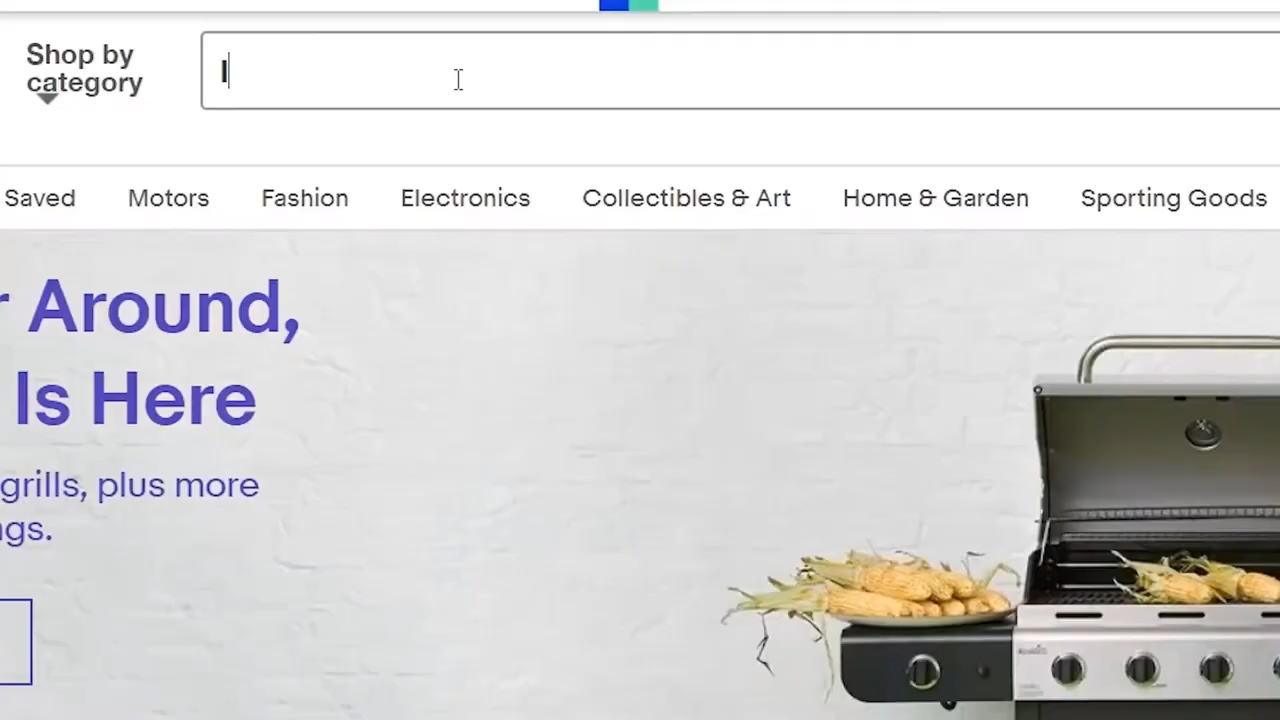 Shop by
category
l
Saved Motors Fashion Electronics Collectibles & Art Home & Garden Sporting Goods
r Around,
Is Here
grills, plus more
ngs.